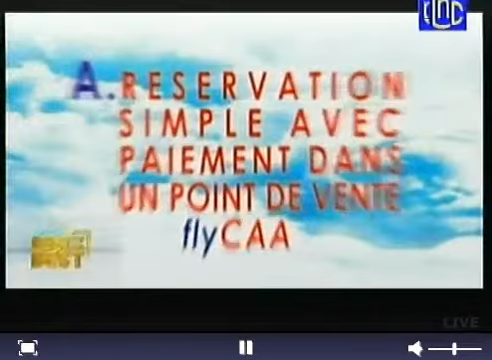 A. RESERVATION
SIMPLE AVEC
PAIEMENT DANS
UN POINT DE VENTE
flyCAA
LIVE